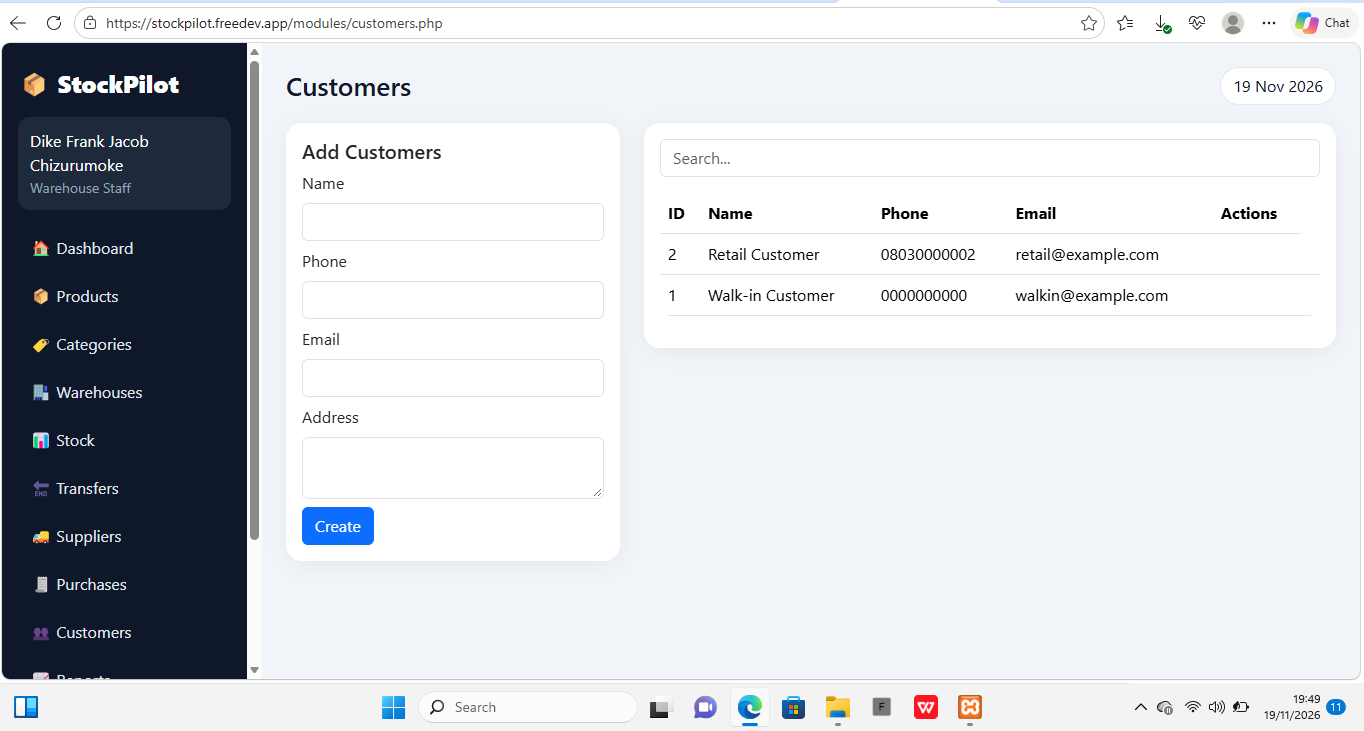 https://stockpilot.freedev.app/modules/customers.php
Chat
StockPilot
Dike Frank Jacob
Chizurumoke
Warehouse Staff
Dashboard
Products
Categories
Warehouses
Stock
END
Transfers
Suppliers
Purchases
Customers
Reports
Customers
19 Nov 2026
Add Customers
Name
Phone
Email
Address
Create
Search...
ID Name Phone Email Actions
2 Retail Customer 08030000002 retail@example.com
1 Walk-in Customer 0000000000 walkin@example.com
Search
F
W
19:49
19/11/2026
11